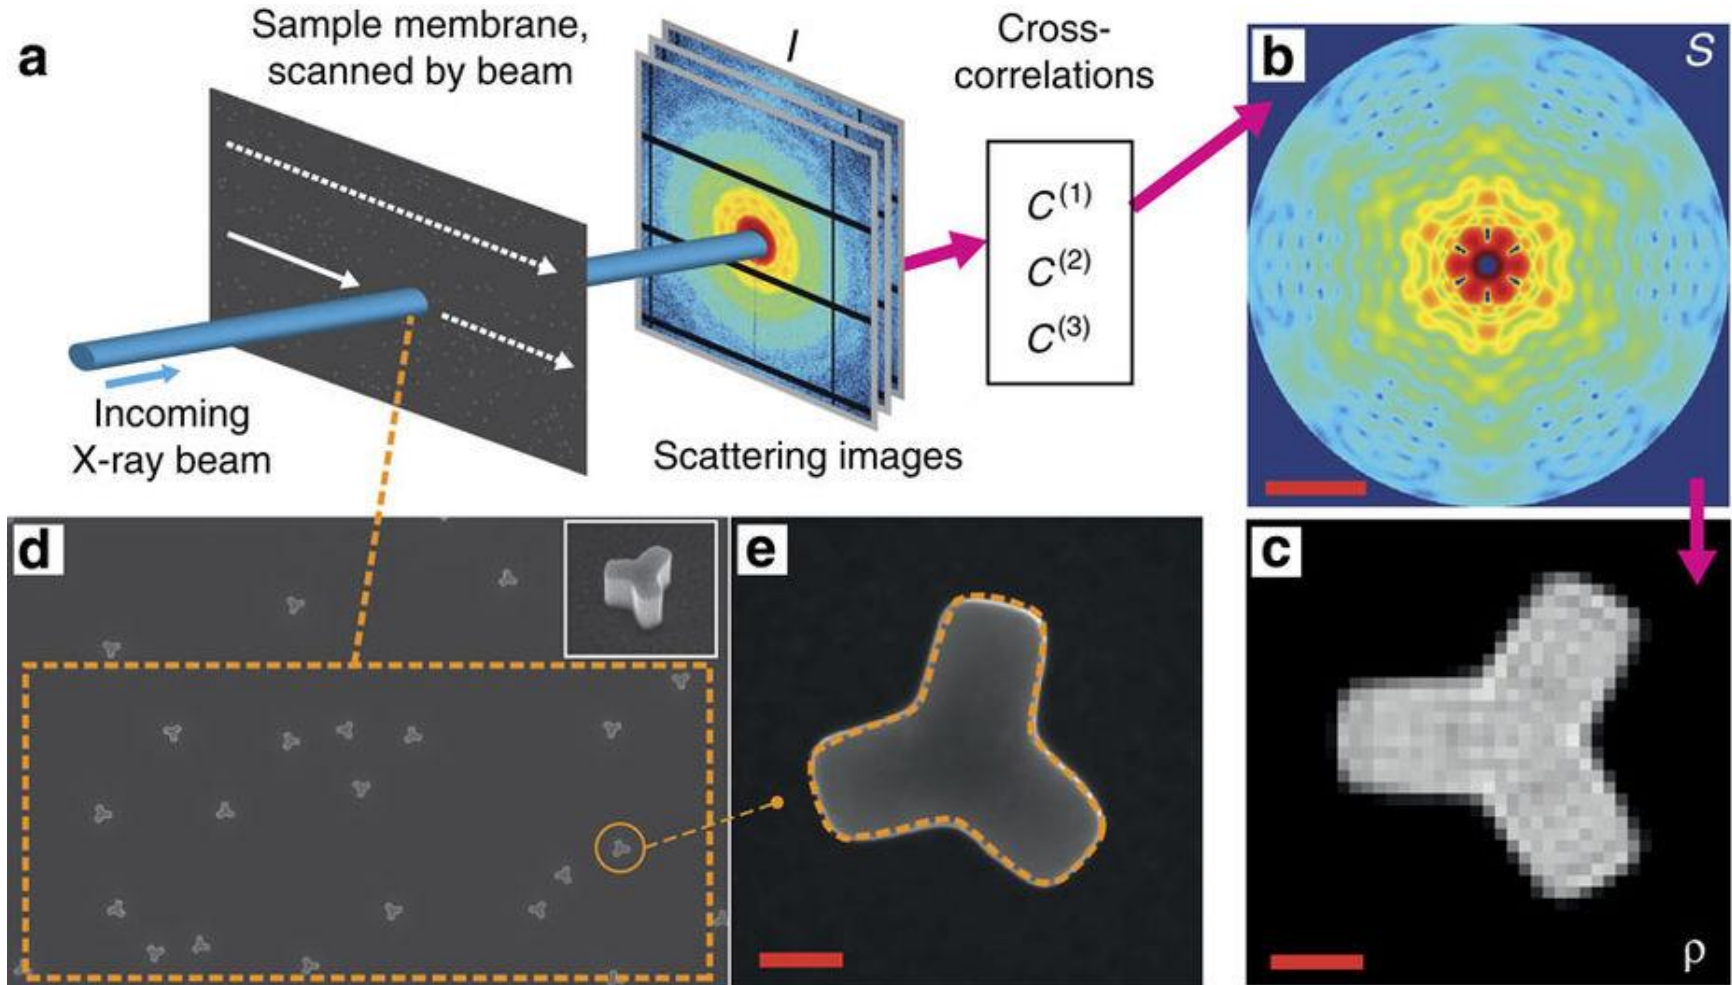 a
Sample membrane,
scanned by beam
I
Cross-
correlations
C(1)
C(2)
C(3)
Incoming
X-ray beam
Scattering images
b
S
d
e
c
ρ